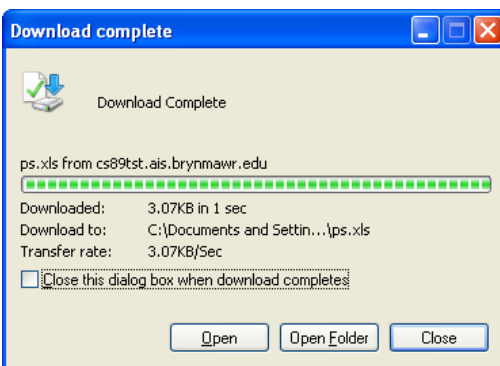 Download complete
Download Complete
ps.xls from cs89tst.ais.brynmawr.edu
Downloaded: 3.07KB in 1 sec
Download to: C:\Documents and Settin...\ps.xls
Transfer rate: 3.07KB/Sec
Close this dialog box when download completes
Open Open Folder Close